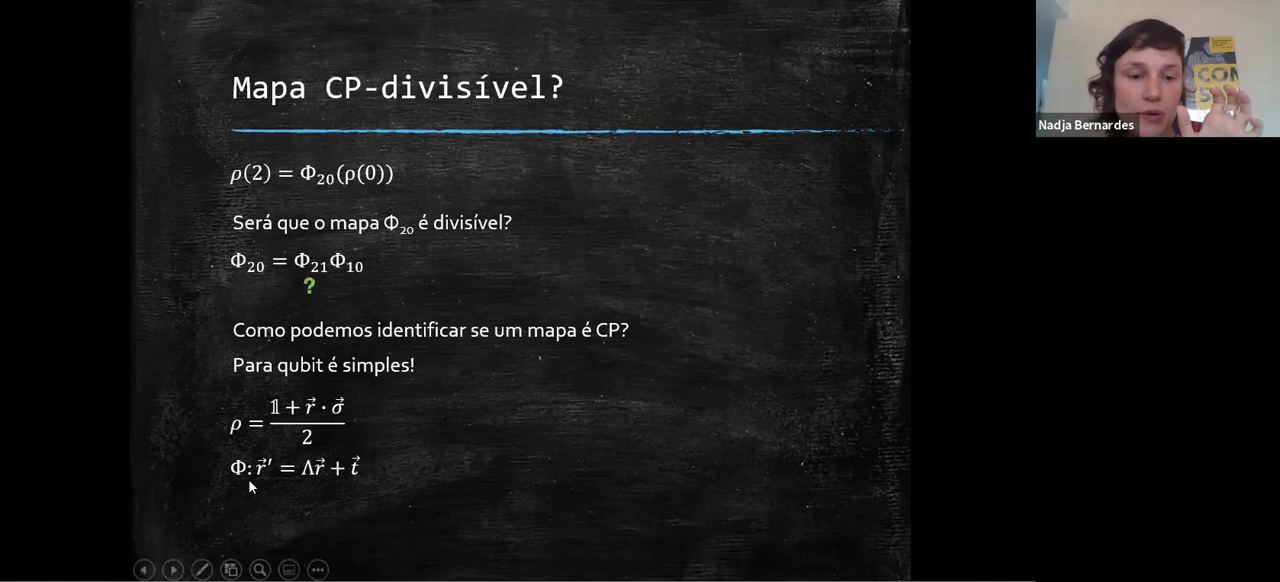 Mapa CP-divisível?
ρ(2) = Φ₂₀(ρ(0))
Será que o mapa Φ₂₀ é divisível?
Φ₂₀ = Φ₂₁Φ₁₀
?
Como podemos identificar se um mapa é CP?
Para qubit é simples!
ρ = (𝟙 + r⃗ · σ⃗)/2
Φ: r⃗′ = Λr⃗ + t⃗
Nadja Bernardes